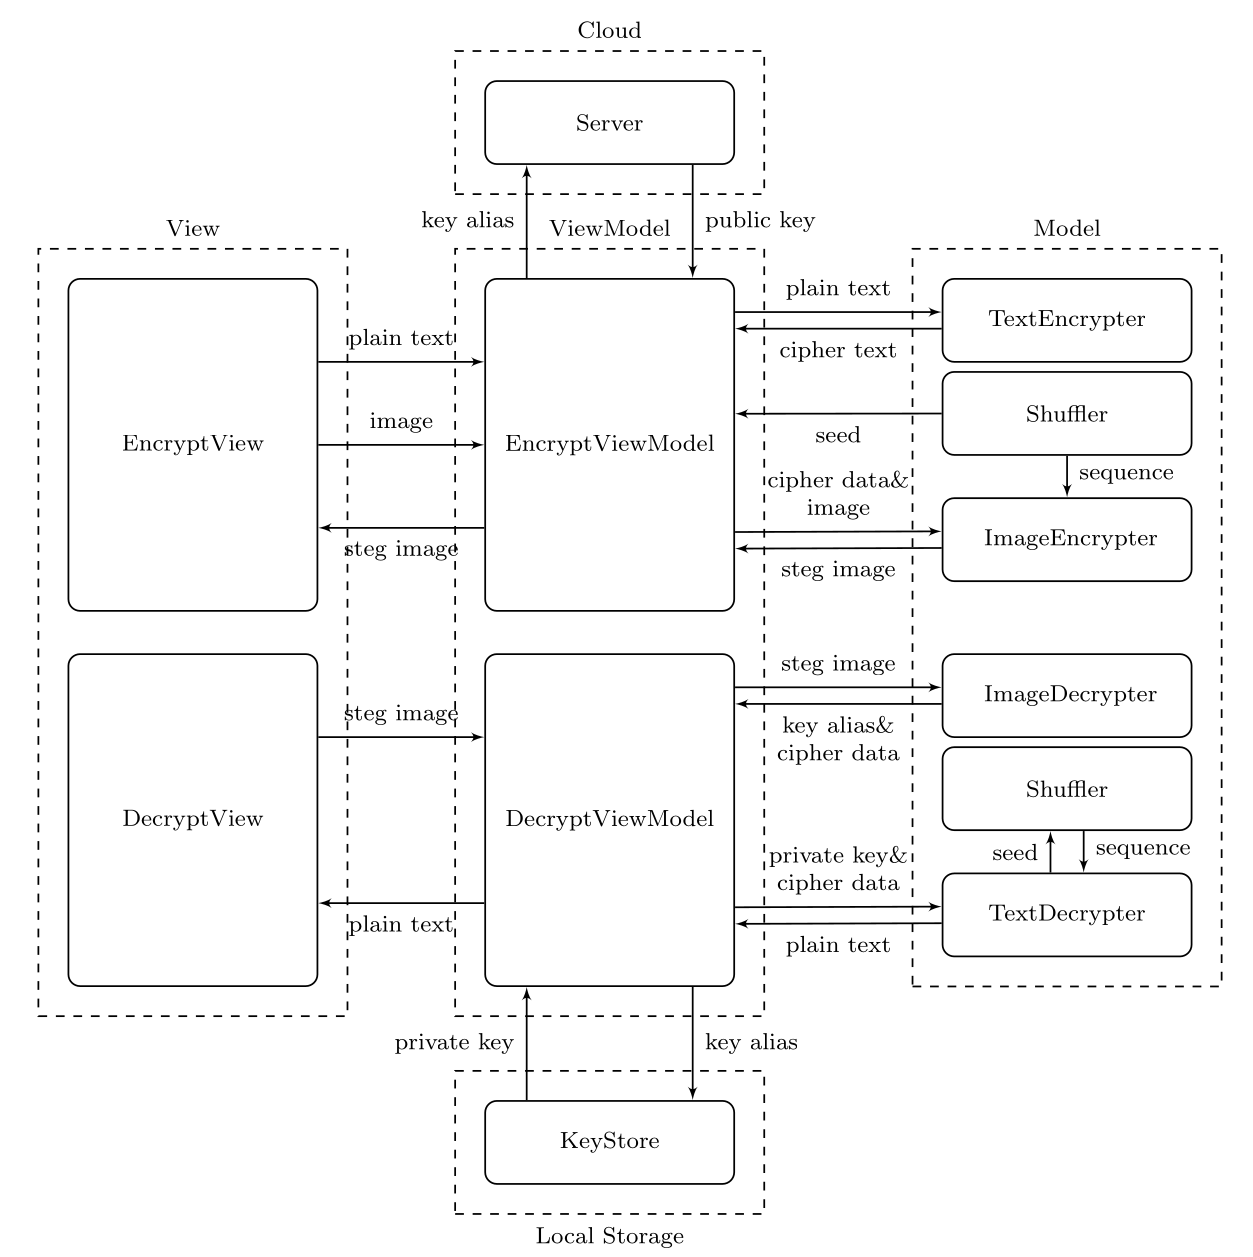 Cloud
Server
key alias
public key
View
ViewModel
Model
plain text
TextEncrypter
plain text
cipher text
image
Shuffler
seed
EncryptView
EncryptViewModel
sequence
cipher data&
image
ImageEncrypter
steg image
steg image
steg image
ImageDecrypter
steg image
key alias&
cipher data
Shuffler
DecryptView
DecryptViewModel
seed
sequence
private key&
cipher data
TextDecrypter
plain text
plain text
private key
key alias
KeyStore
Local Storage